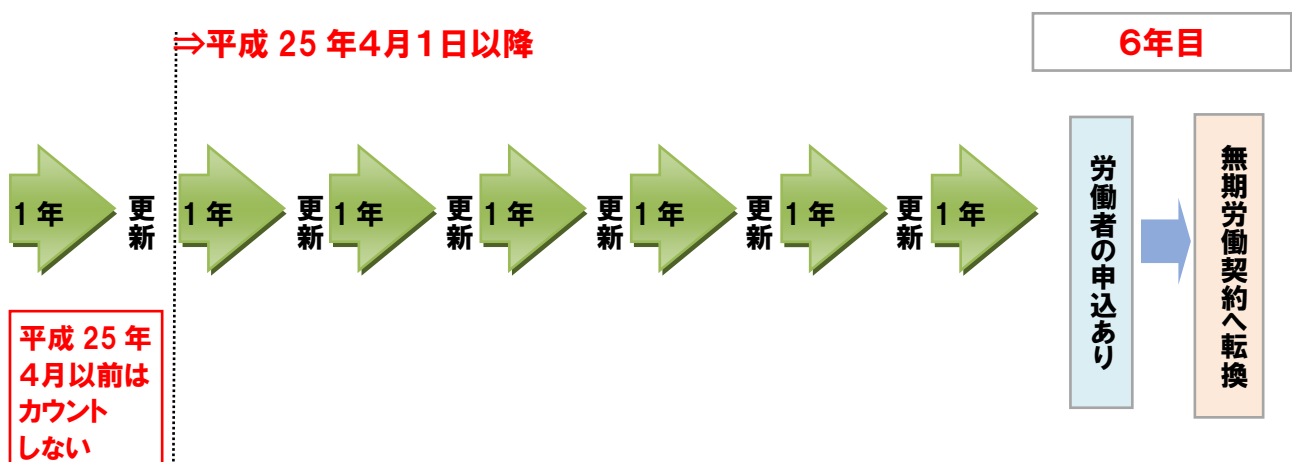 ⇒平成 25 年4月1日以降
6年目
1 年
更新
1 年
更新
1 年
更新
1 年
更新
1 年
更新
1 年
更新
1 年
労働者の申込あり
無期労働契約へ転換
平成 25 年
4月以前は
カウント
しない